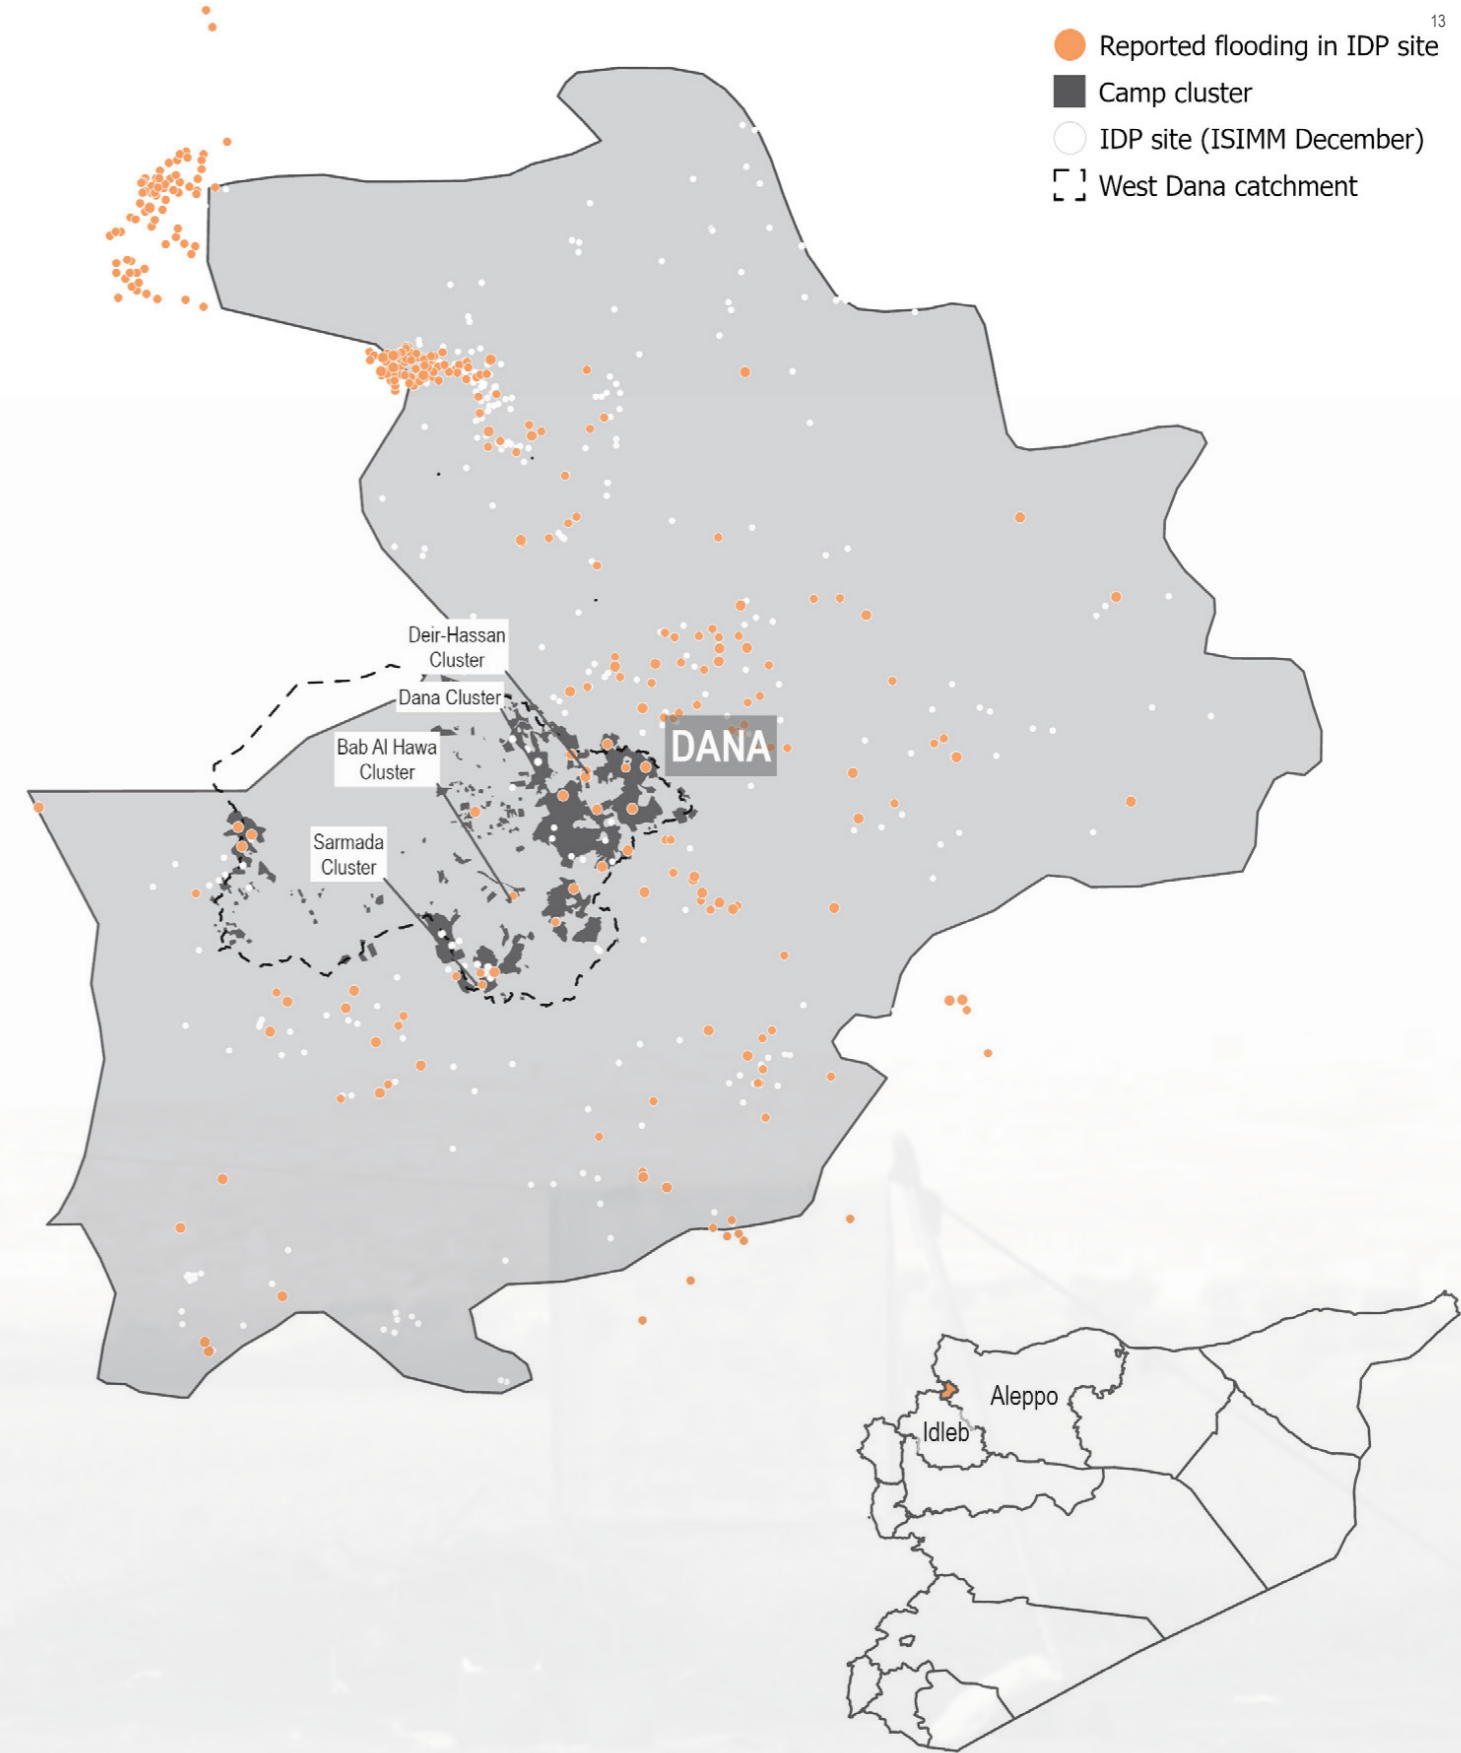 13
Reported flooding in IDP site
Camp cluster
IDP site (ISIMM December)
West Dana catchment
Deir-Hassan
Cluster
Dana Cluster
Bab Al Hawa
Cluster
DANA
Sarmada
Cluster
Aleppo
Idleb